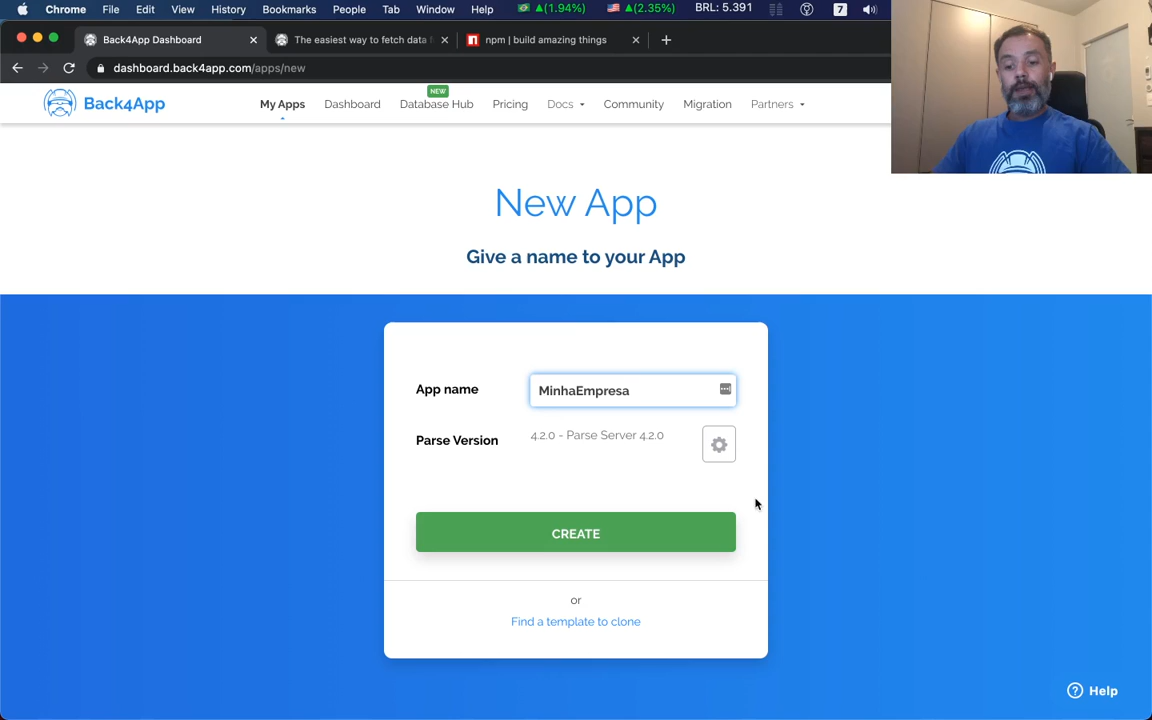 Chrome File Edit View History Bookmarks People Tab Window Help (1.94%) (2.35%) BRL: 5.391 7
Back4App Dashboard The easiest way to fetch data npm | build amazing things
dashboard.back4app.com/apps/new
NEW
Back4App My Apps Dashboard Database Hub Pricing Docs Community Migration Partners
New App
Give a name to your App
App name MinhaEmpresa
Parse Version 4.2.0 - Parse Server 4.2.0
CREATE
or
Find a template to clone
Help